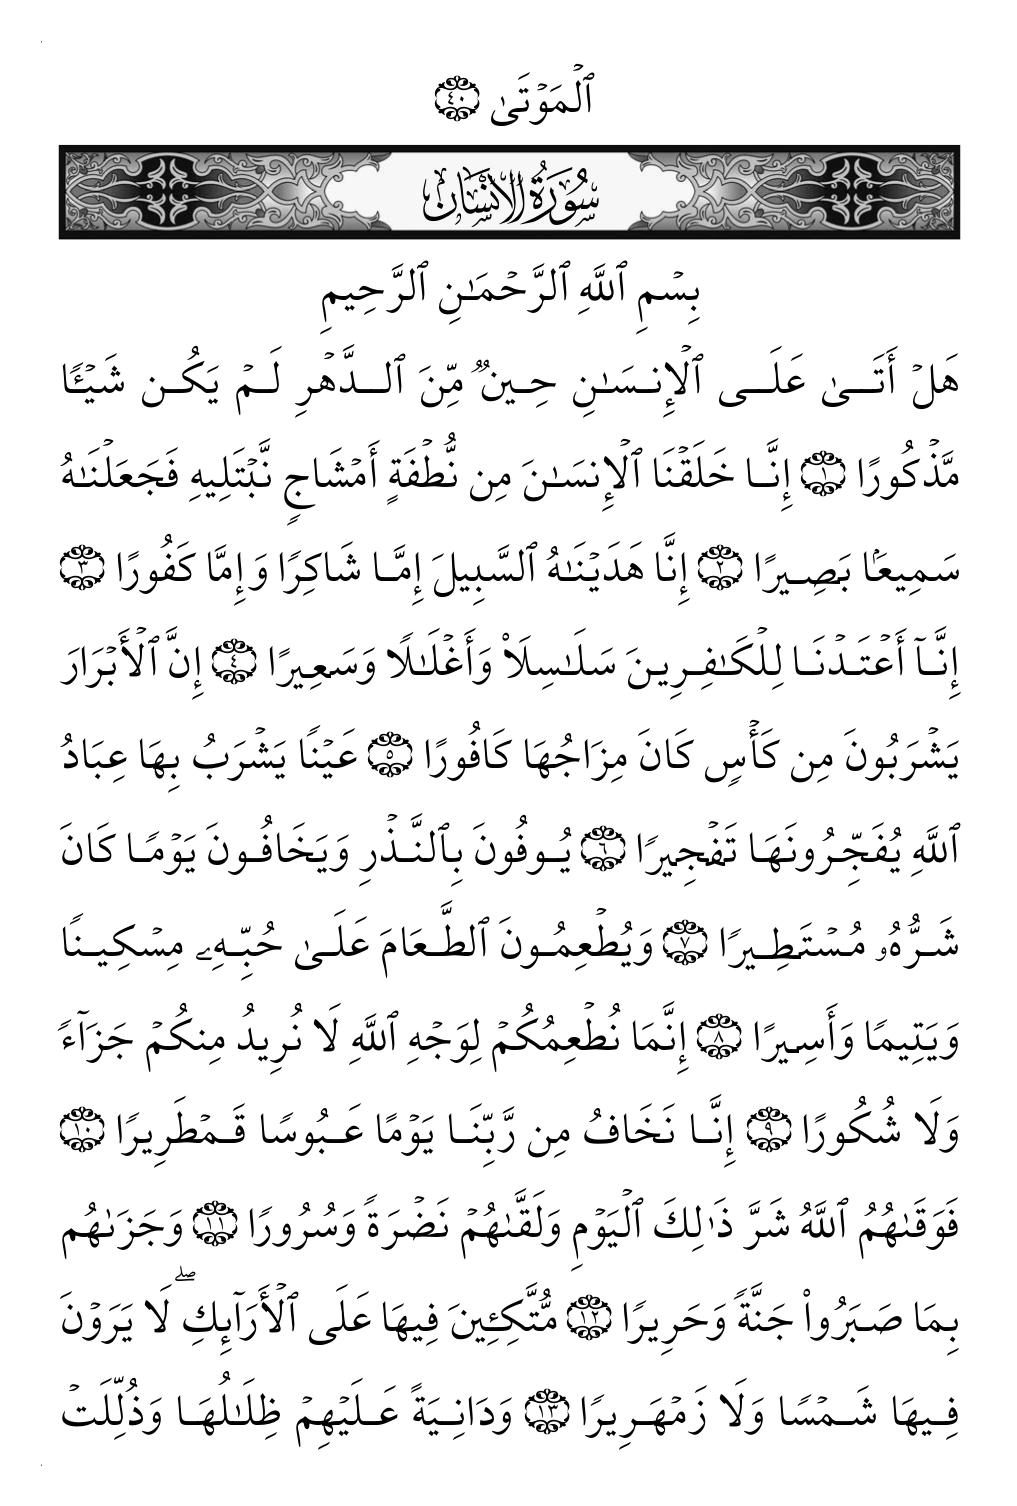 ٱلۡمَوۡتَىٰ ٤٠
سُورَةُ الإِنسَانِ
بِسۡمِ ٱللَّهِ ٱلرَّحۡمَـٰنِ ٱلرَّحِيمِ
هَلۡ أَتَىٰ عَلَى ٱلۡإِنسَـٰنِ حِينٌ مِّنَ ٱلدَّهۡرِ لَمۡ يَكُن شَيۡـًٔا
مَّذۡكُورًا ١ إِنَّا خَلَقۡنَا ٱلۡإِنسَـٰنَ مِن نُّطۡفَةٍ أَمۡشَاجٍ نَّبۡتَلِيهِ فَجَعَلۡنَـٰهُ
سَمِيعَۢا بَصِيرًا ٢ إِنَّا هَدَيۡنَـٰهُ ٱلسَّبِيلَ إِمَّا شَاكِرًا وَإِمَّا كَفُورًا ٣
إِنَّآ أَعۡتَدۡنَا لِلۡكَـٰفِرِينَ سَلَـٰسِلَا۟ وَأَغۡلَـٰلًا وَسَعِيرًا ٤ إِنَّ ٱلۡأَبۡرَارَ
يَشۡرَبُونَ مِن كَأۡسٍ كَانَ مِزَاجُهَا كَافُورًا ٥ عَيۡنًا يَشۡرَبُ بِهَا عِبَادُ
ٱللَّهِ يُفَجِّرُونَهَا تَفۡجِيرًا ٦ يُوفُونَ بِٱلنَّذۡرِ وَيَخَافُونَ يَوۡمًا كَانَ
شَرُّهُۥ مُسۡتَطِيرًا ٧ وَيُطۡعِمُونَ ٱلطَّعَامَ عَلَىٰ حُبِّهِۦ مِسۡكِينًا
وَيَتِيمًا وَأَسِيرًا ٨ إِنَّمَا نُطۡعِمُكُمۡ لِوَجۡهِ ٱللَّهِ لَا نُرِيدُ مِنكُمۡ جَزَآءً
وَلَا شُكُورًا ٩ إِنَّا نَخَافُ مِن رَّبِّنَا يَوۡمًا عَبُوسًا قَمۡطَرِيرًا ١٠
فَوَقَىٰهُمُ ٱللَّهُ شَرَّ ذَٰلِكَ ٱلۡيَوۡمِ وَلَقَّىٰهُمۡ نَضۡرَةً وَسُرُورًا ١١ وَجَزَىٰهُم
بِمَا صَبَرُوا۟ جَنَّةً وَحَرِيرًا ١٢ مُّتَّكِـِٔينَ فِيهَا عَلَى ٱلۡأَرَآئِكِۖ لَا يَرَوۡنَ
فِيهَا شَمۡسًا وَلَا زَمۡهَرِيرًا ١٣ وَدَانِيَةً عَلَيۡهِمۡ ظِلَـٰلُهَا وَذُلِّلَتۡ